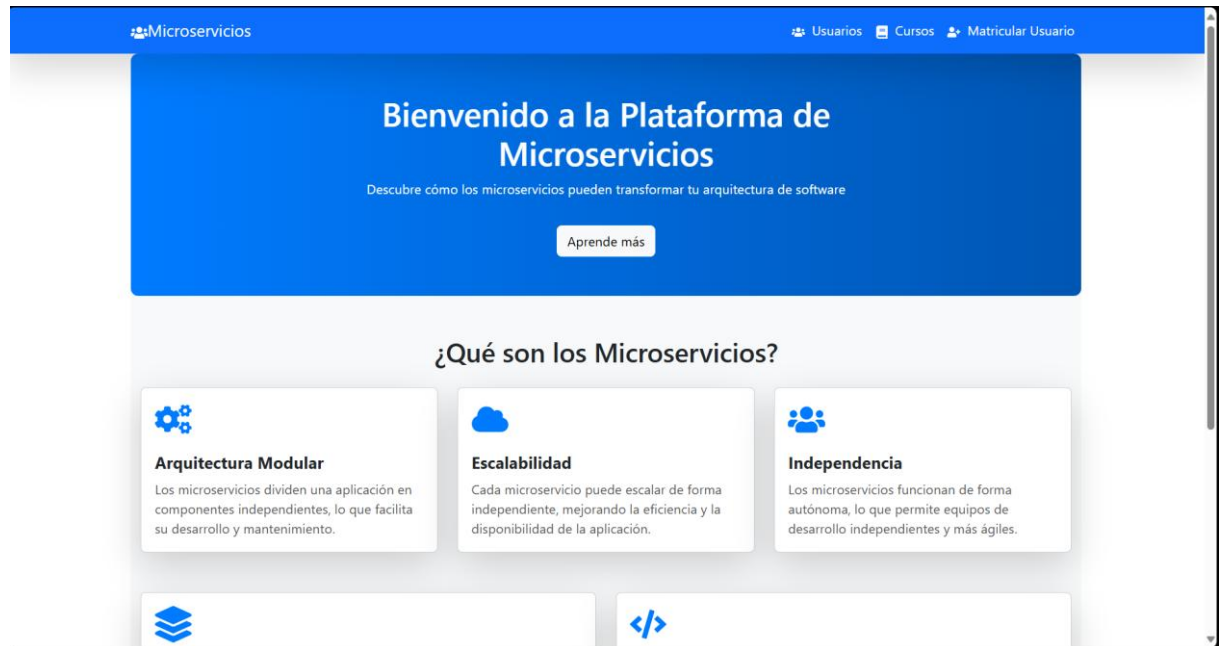 Microservicios
Usuarios Cursos Matricular Usuario
Bienvenido a la Plataforma de
Microservicios
Descubre cómo los microservicios pueden transformar tu arquitectura de software
Aprende más
¿Qué son los Microservicios?
Arquitectura Modular
Los microservicios dividen una aplicación en
componentes independientes, lo que facilita
su desarrollo y mantenimiento.
Escalabilidad
Cada microservicio puede escalar de forma
independiente, mejorando la eficiencia y la
disponibilidad de la aplicación.
Independencia
Los microservicios funcionan de forma
autónoma, lo que permite equipos de
desarrollo independientes y más ágiles.